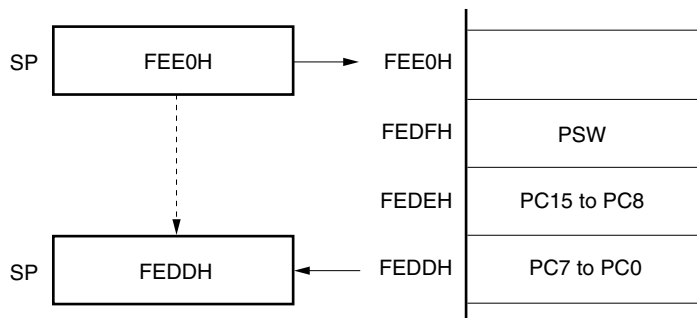 SP FEE0H FEE0H
FEDFH PSW
FEDEH PC15 to PC8
SP FEDDH FEDDH PC7 to PC0